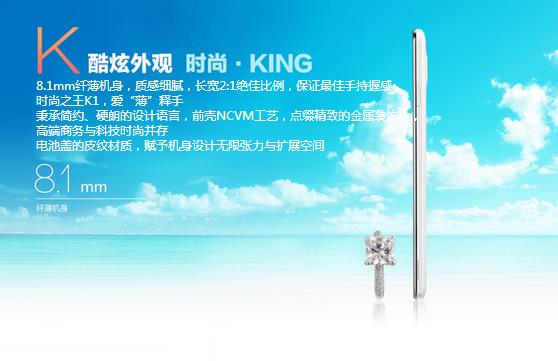 K 酷炫外观 时尚·KING
8.1mm纤薄机身，质感细腻，长宽2:1绝佳比例，保证最佳手持握感
时尚之王K1，爱“薄”释手
秉承简约、硬朗的设计语言，前壳NCVM工艺，点缀精致的金属装饰，
高端商务与科技时尚并存
电池盖的皮纹材质，赋予机身设计无限张力与扩展空间
8.1 mm
纤薄机身